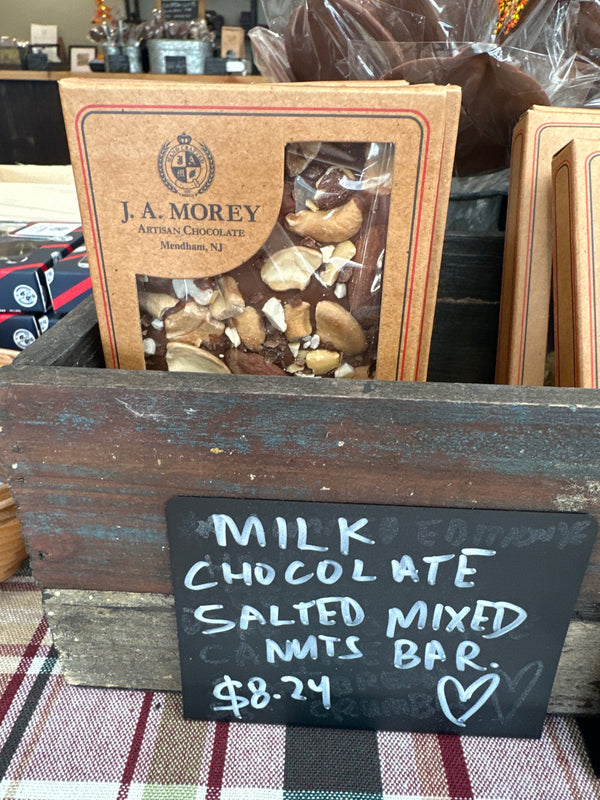 J. A. MOREY
ARTISAN CHOCOLATE
Mendham, NJ
MILK
CHOCOLATE
SALTED MIXED
NUTS BAR.
$8.24